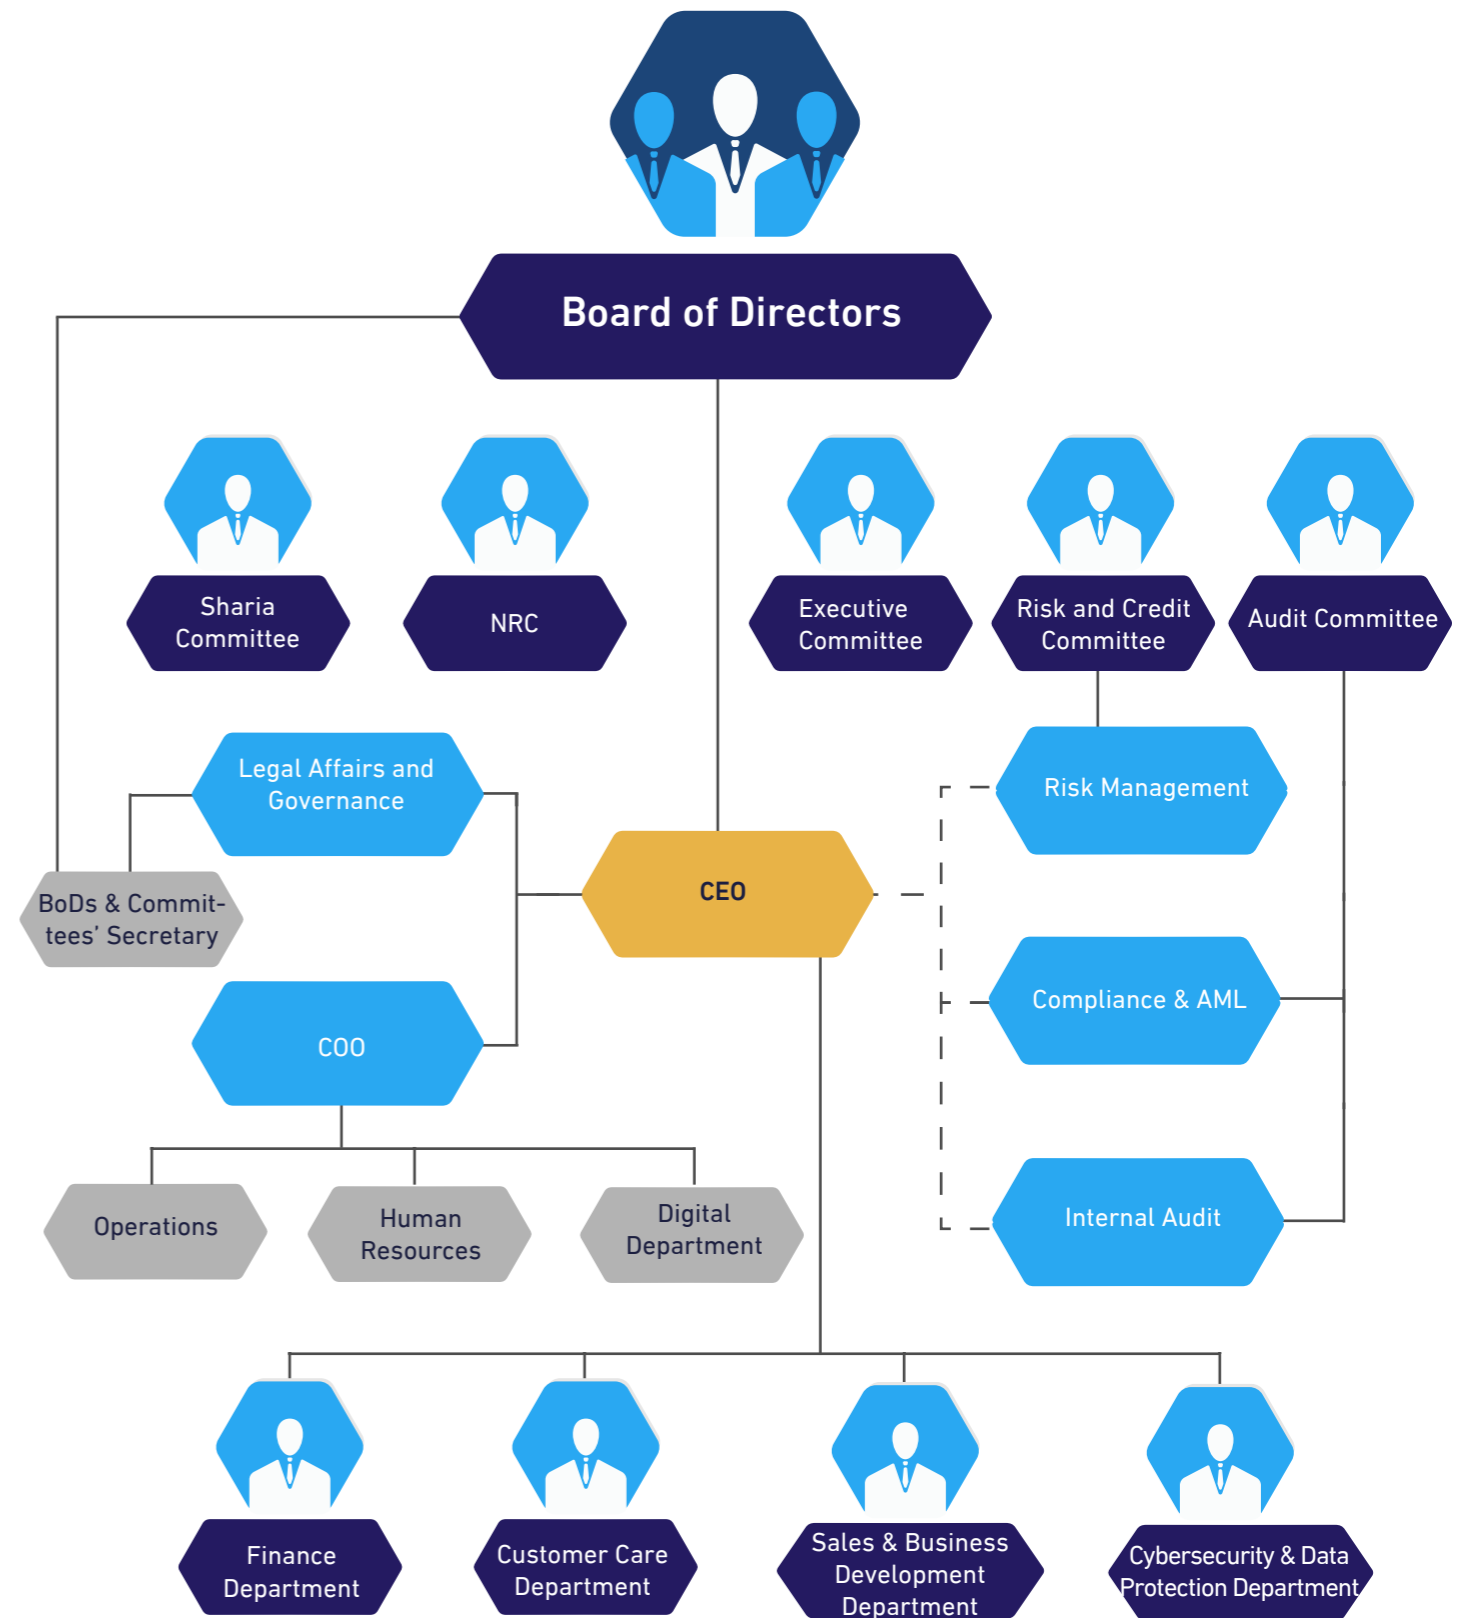 Board of Directors
Sharia
Committee
NRC
Executive
Committee
Risk and Credit
Committee
Audit Committee
Legal Affairs and
Governance
Risk Management
CEO
BoDs & Commit-
tees’ Secretary
Compliance & AML
COO
Operations
Human
Resources
Digital
Department
Internal Audit
Finance
Department
Customer Care
Department
Sales & Business
Development
Department
Cybersecurity & Data
Protection Department